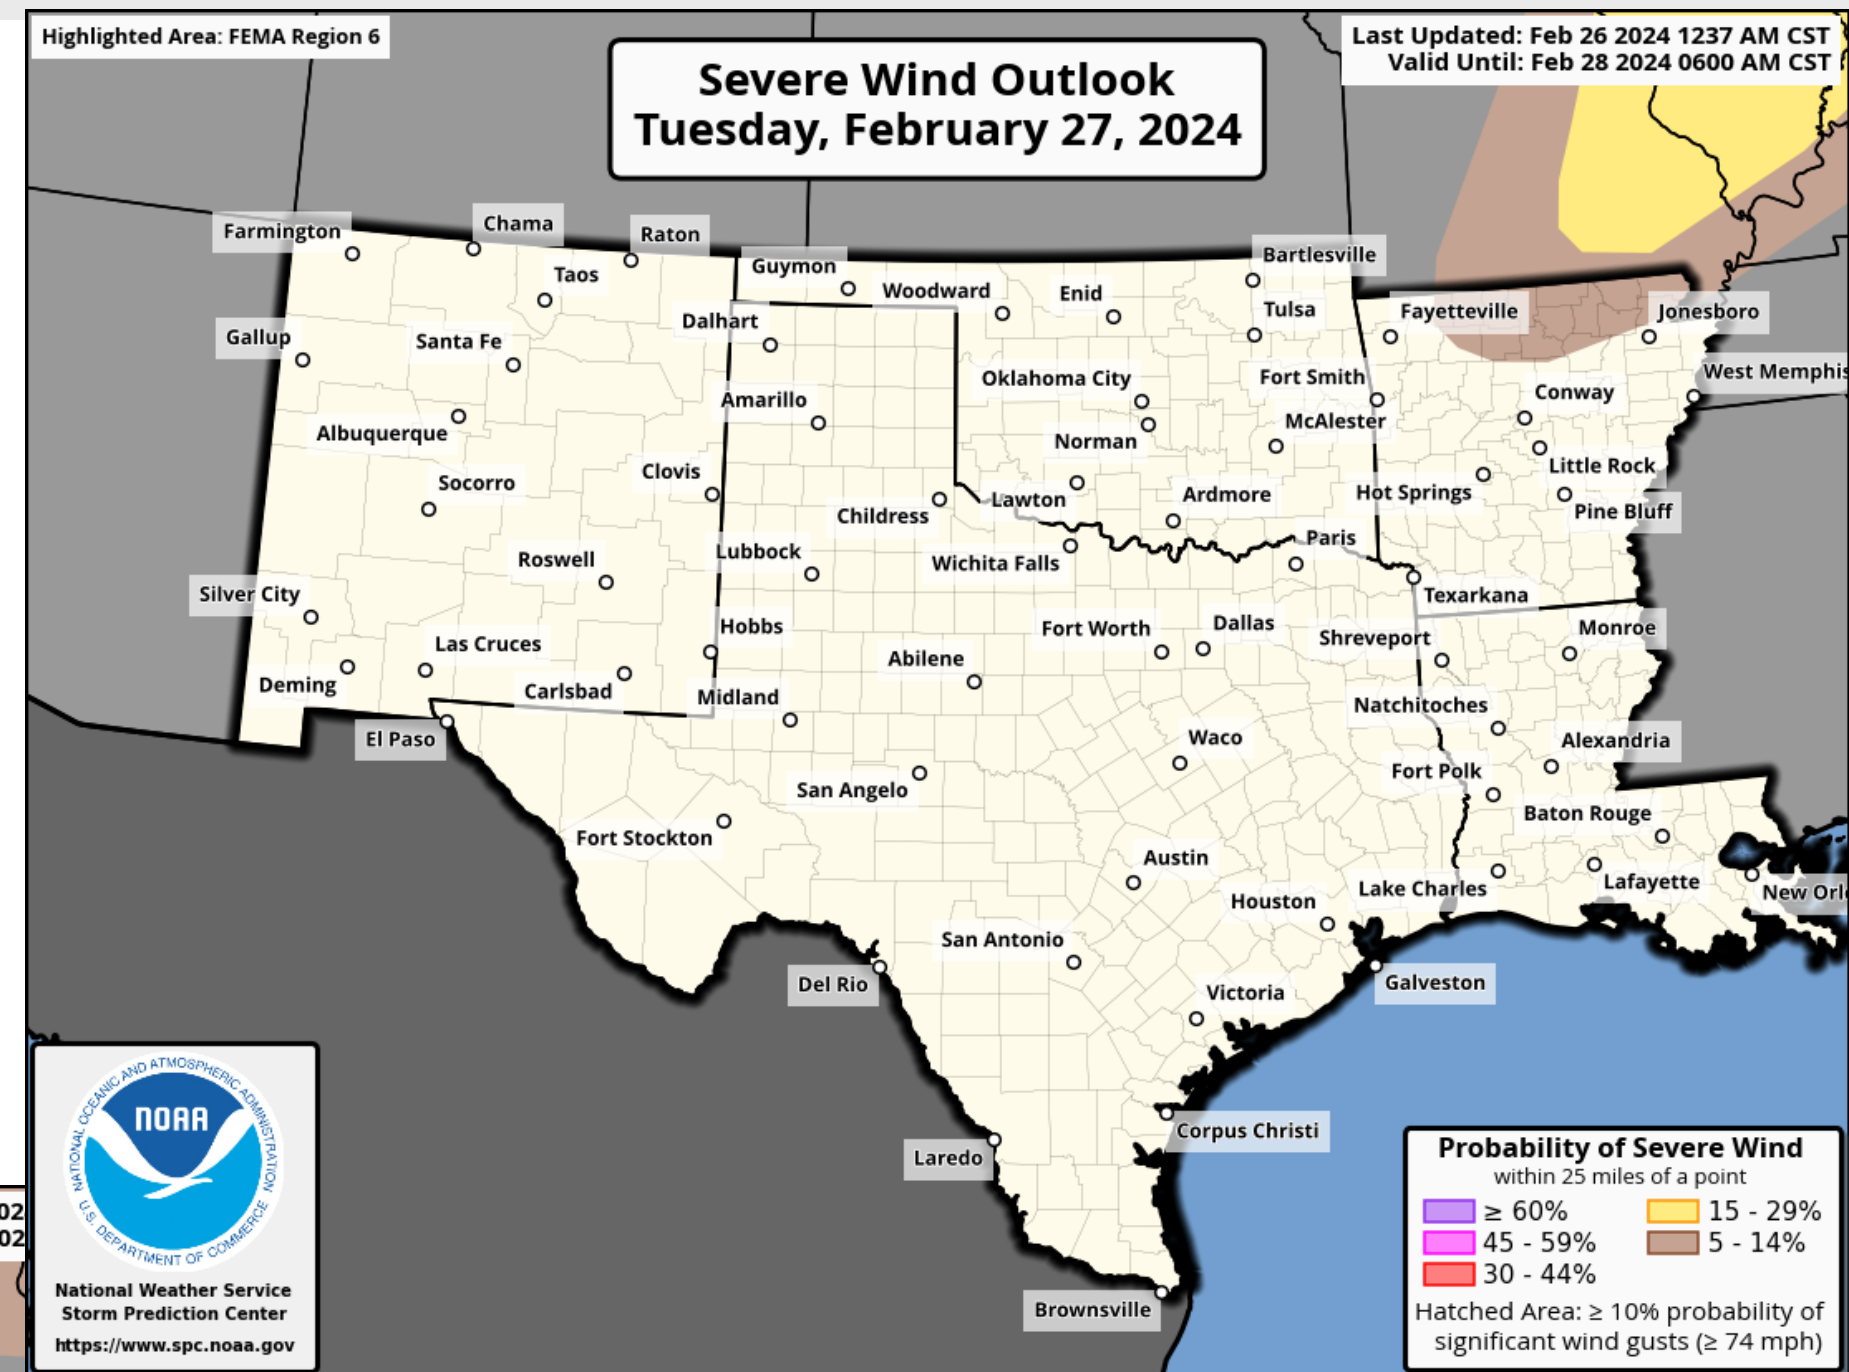 Highlighted Area: FEMA Region 6
Severe Wind Outlook
Tuesday, February 27, 2024
Last Updated: Feb 26 2024 1237 AM CST
Valid Until: Feb 28 2024 0600 AM CST
Farmington
Chama
Raton
Taos
Guymon
Woodward
Enid
Bartlesville
Tulsa
Fayetteville
Jonesboro
Gallup
Santa Fe
Dalhart
Oklahoma City
Fort Smith
West Memphis
Conway
Albuquerque
Amarillo
Norman
McAlester
Little Rock
Socorro
Clovis
Childress
Lawton
Ardmore
Hot Springs
Pine Bluff
Roswell
Lubbock
Wichita Falls
Paris
Texarkana
Silver City
Las Cruces
Hobbs
Abilene
Fort Worth
Dallas
Shreveport
Monroe
Deming
Carlsbad
Midland
Natchitoches
El Paso
San Angelo
Waco
Fort Polk
Alexandria
Fort Stockton
Baton Rouge
Austin
Lake Charles
Lafayette
New Orl
Houston
San Antonio
Del Rio
Victoria
Galveston
Laredo
Corpus Christi
Brownsville
NATIONAL OCEANIC AND ATMOSPHERIC ADMINISTRATION
NOAA
U.S. DEPARTMENT OF COMMERCE
National Weather Service
Storm Prediction Center
https://www.spc.noaa.gov
Probability of Severe Wind
within 25 miles of a point
≥ 60%
15 - 29%
45 - 59%
5 - 14%
30 - 44%
Hatched Area: ≥ 10% probability of
significant wind gusts (≥ 74 mph)
02
02